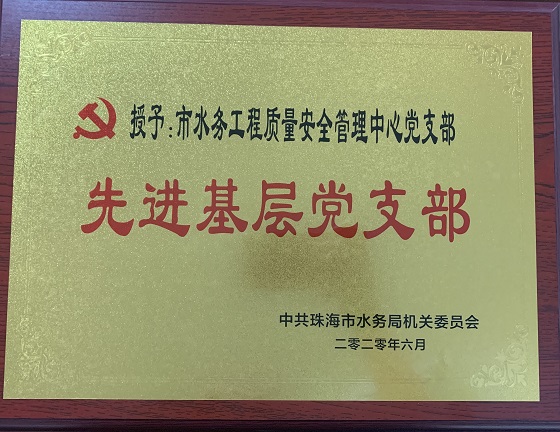 授予:市水务工程质量安全管理中心党支部
先进基层党支部
中共珠海市水务局机关委员会
二零二零年六月